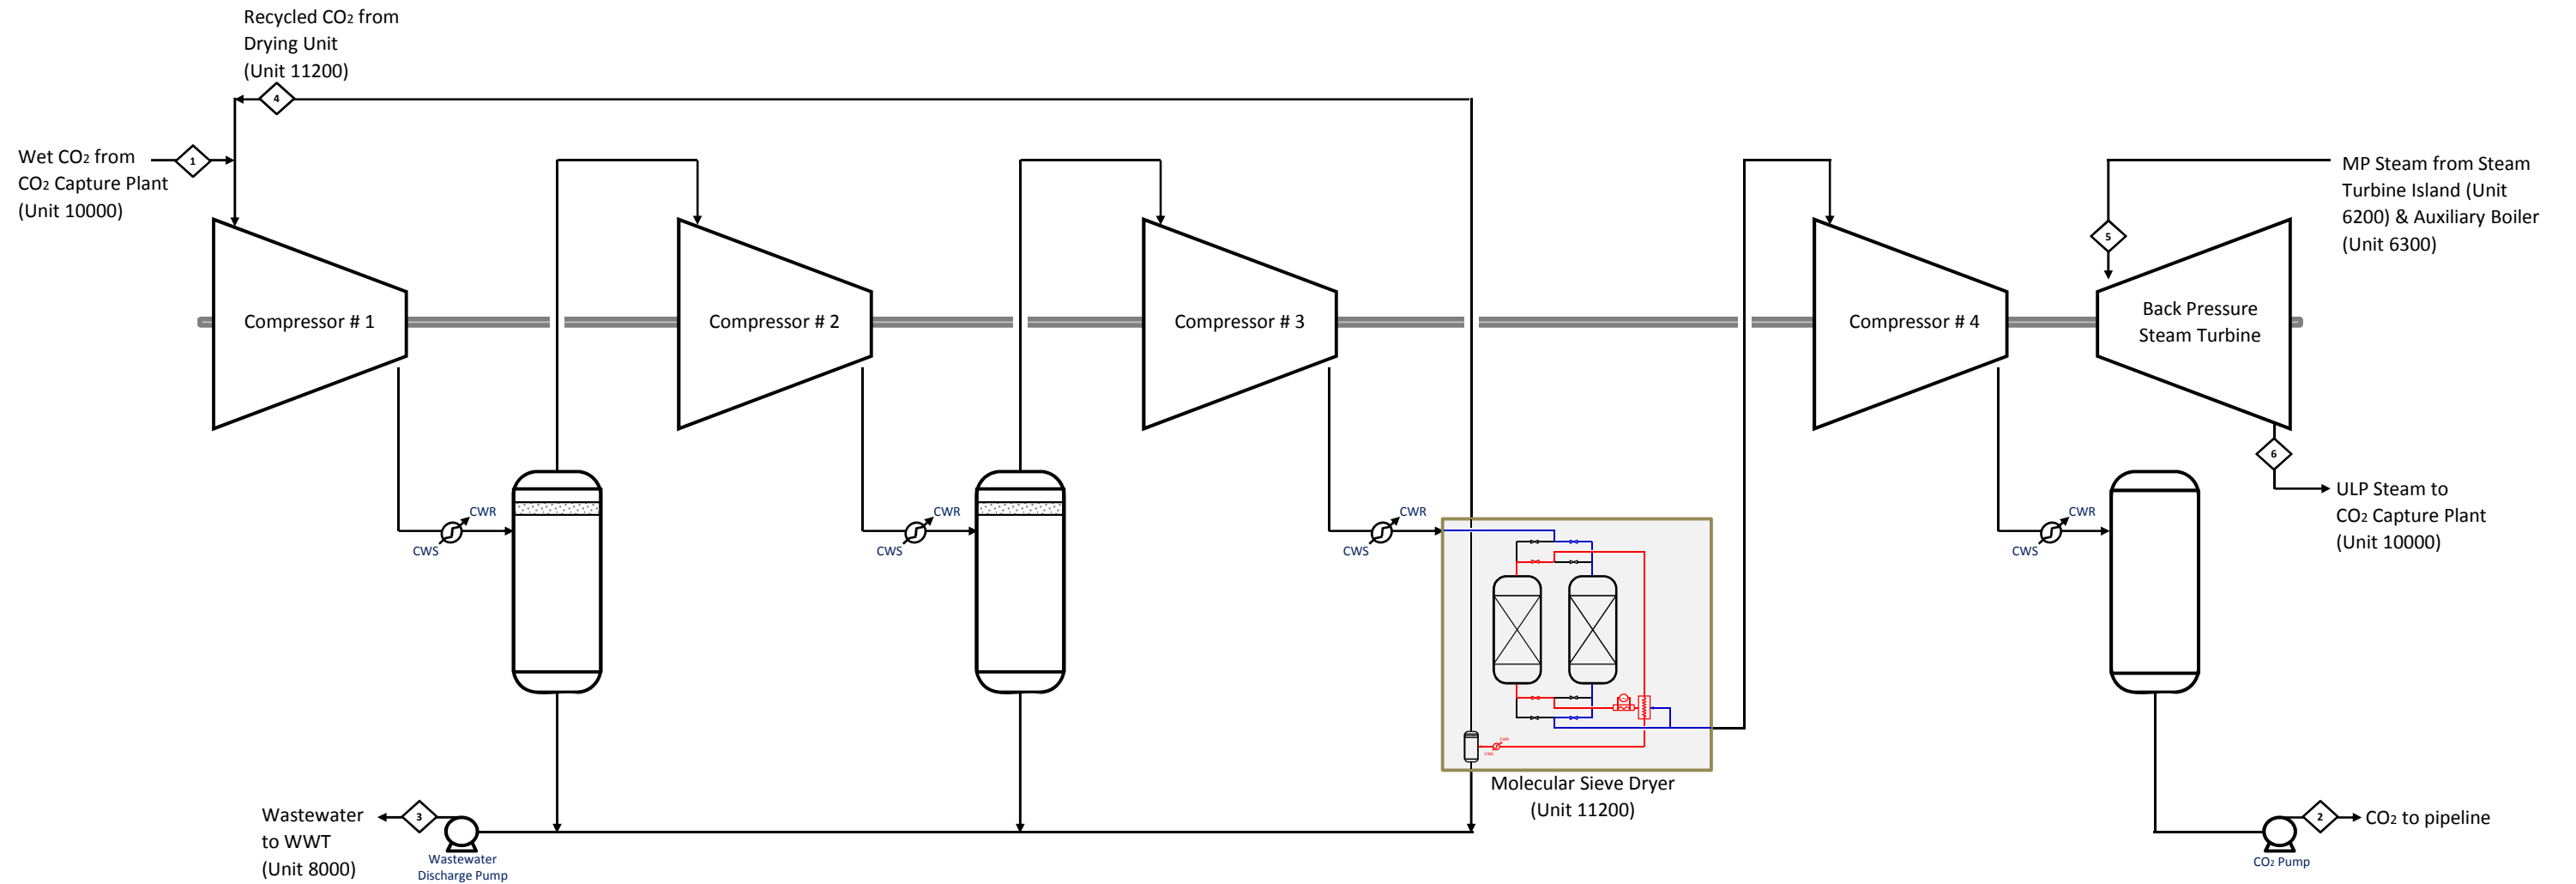 Recycled CO₂ from
Drying Unit
(Unit 11200)
4
Wet CO₂ from
CO₂ Capture Plant
(Unit 10000)
1
MP Steam from Steam
Turbine Island (Unit
6200) & Auxiliary Boiler
(Unit 6300)
5
Compressor # 1
Compressor # 2
Compressor # 3
Compressor # 4
Back Pressure
Steam Turbine
6
ULP Steam to
CO₂ Capture Plant
(Unit 10000)
CWR
CWS
CWR
CWS
CWR
CWS
CWR
CWS
CWR
CWS
Molecular Sieve Dryer
(Unit 11200)
Wastewater
to WWT
(Unit 8000)
3
Wastewater
Discharge Pump
2
CO₂ to pipeline
CO₂ Pump